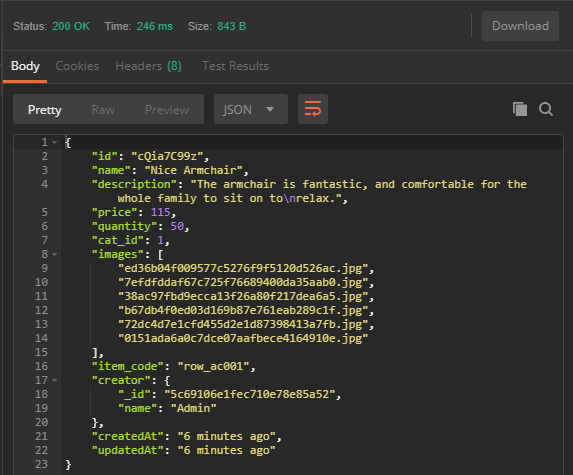 Status: 200 OK Time: 246 ms Size: 843 B Download
Body Cookies Headers (8) Test Results
Pretty Raw Preview JSON
1 {
2 "id": "cQia7C99z",
3 "name": "Nice Armchair",
4 "description": "The armchair is fantastic, and comfortable for the
whole family to sit on to\nrelax.",
5 "price": 115,
6 "quantity": 50,
7 "cat_id": 1,
8 "images": [
9 "ed36b04f009577c5276f9f5120d526ac.jpg",
10 "7efdfddaf67c725f76689400da35aab0.jpg",
11 "38ac97fbd9ecca13f26a80f217dea6a5.jpg",
12 "b67db4f0ed03d169b87e761eab289c1f.jpg",
13 "72dc4d7e1cfd455d2e1d87398413a7fb.jpg",
14 "0151ada6a0c7dce07aafbece4164910e.jpg"
15 ],
16 "item_code": "row_ac001",
17 "creator": {
18 "_id": "5c69106e1fec710e78e85a52",
19 "name": "Admin"
20 },
21 "createdAt": "6 minutes ago",
22 "updatedAt": "6 minutes ago"
23 }